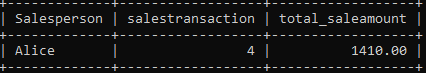 +-------------+------------------+------------------+
| Salesperson | salestransaction | total_saleamount |
+-------------+------------------+------------------+
| Alice       |                4 |          1410.00 |
+-------------+------------------+------------------+